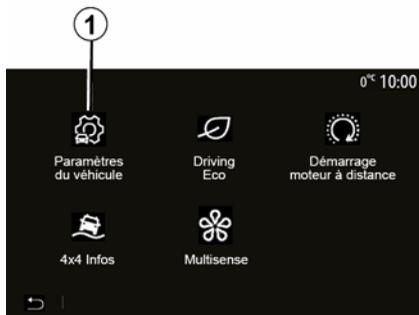 1
0°C 10:00
Paramètres
du véhicule
Driving
Eco
Démarrage
moteur à distance
4x4 Infos
Multisense